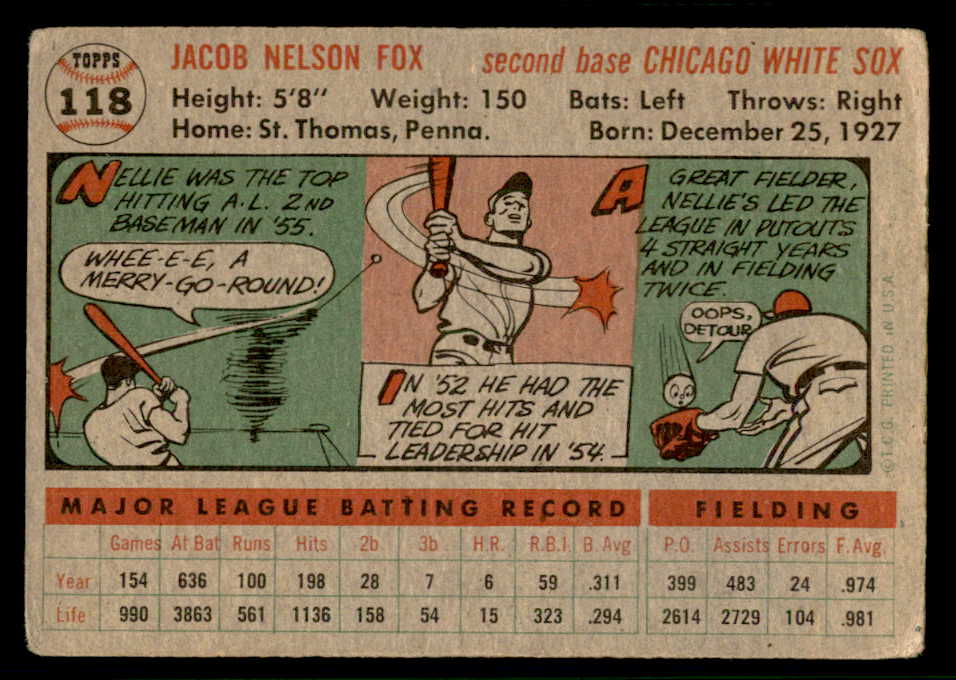 TOPPS
118
JACOB NELSON FOX second base CHICAGO WHITE SOX
Height: 5'8" Weight: 150 Bats: Left Throws: Right
Home: St. Thomas, Penna. Born: December 25, 1927
NELLIE WAS THE TOP
HITTING A.L. 2ND
BASEMAN IN '55.
WHEE-E-E, A
MERRY-GO-ROUND!
IN '52 HE HAD THE
MOST HITS AND
TIED FOR HIT
LEADERSHIP IN '54.
A GREAT FIELDER,
NELLIE'S LED THE
LEAGUE IN PUTOUTS
4 STRAIGHT YEARS
AND IN FIELDING
TWICE.
OOPS,
DETOUR
©T.C.G. PRINTED IN U.S.A.
MAJOR LEAGUE BATTING RECORD FIELDING
Games At Bat Runs Hits 2b 3b H.R. R.B.I. B. Avg P.O. Assists Errors F. Avg.
Year 154 636 100 198 28 7 6 59 .311 399 483 24 .974
Life 990 3863 561 1136 158 54 15 323 .294 2614 2729 104 .981